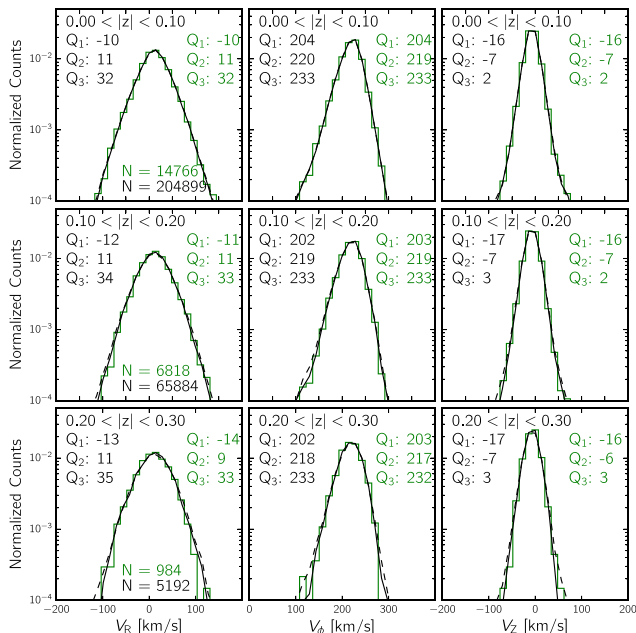 0.00 < |z| < 0.10 0.00 < |z| < 0.10 0.00 < |z| < 0.10
Q₁: -10 Q₁: -10 Q₁: 204 Q₁: 204 Q₁: -16 Q₁: -16
Q₂: 11 Q₂: 11 Q₂: 220 Q₂: 219 Q₂: -7 Q₂: -7
Q₃: 32 Q₃: 32 Q₃: 233 Q₃: 233 Q₃: 2 Q₃: 2
Normalized Counts
10⁻²
10⁻³
10⁻⁴
N = 14766
N = 204899
0.10 < |z| < 0.20 0.10 < |z| < 0.20 0.10 < |z| < 0.20
Q₁: -12 Q₁: -11 Q₁: 202 Q₁: 203 Q₁: -17 Q₁: -16
Q₂: 11 Q₂: 11 Q₂: 219 Q₂: 219 Q₂: -7 Q₂: -7
Q₃: 34 Q₃: 33 Q₃: 233 Q₃: 233 Q₃: 3 Q₃: 2
Normalized Counts
10⁻²
10⁻³
10⁻⁴
N = 6818
N = 65884
0.20 < |z| < 0.30 0.20 < |z| < 0.30 0.20 < |z| < 0.30
Q₁: -13 Q₁: -14 Q₁: 202 Q₁: 203 Q₁: -17 Q₁: -16
Q₂: 11 Q₂: 9 Q₂: 218 Q₂: 217 Q₂: -7 Q₂: -6
Q₃: 35 Q₃: 33 Q₃: 233 Q₃: 232 Q₃: 3 Q₃: 3
Normalized Counts
10⁻²
10⁻³
10⁻⁴
N = 984
N = 5192
−200 −100 0 100 0 100 200 300 −200 −100 0 100 200
V_R [km/s] V_ϕ [km/s] V_Z [km/s]